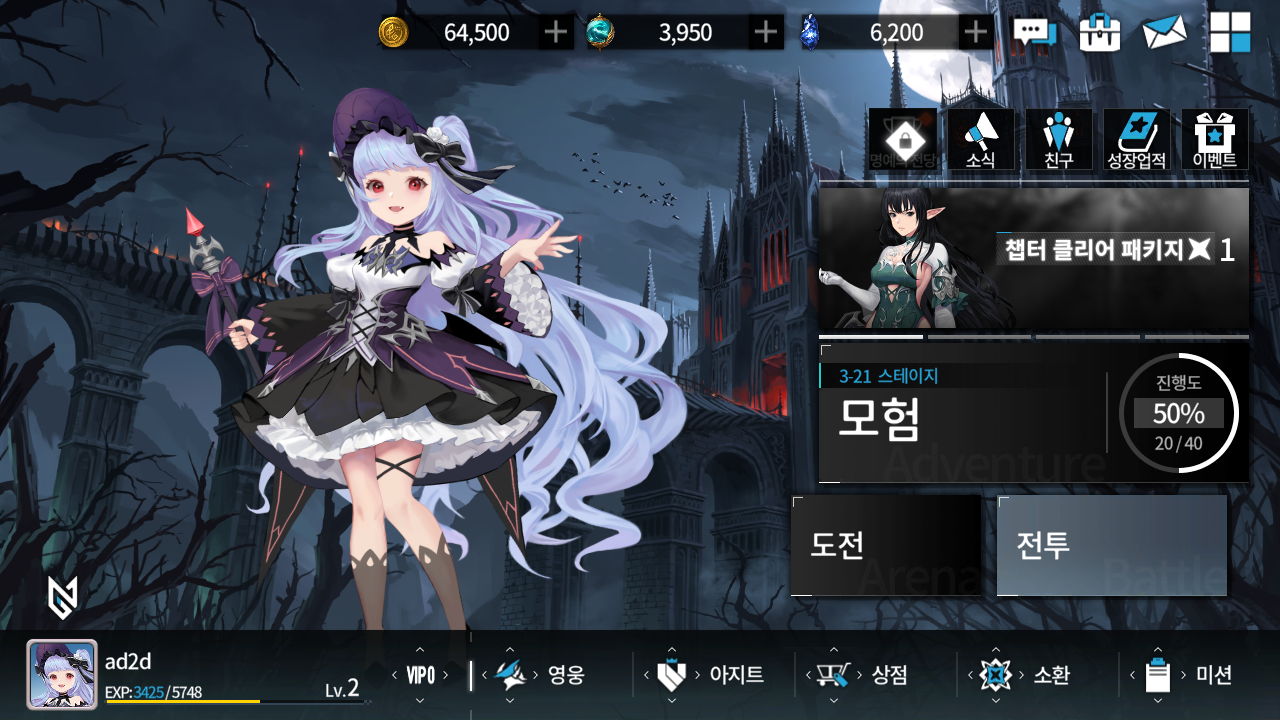 64,500
3,950
6,200
명예의 전당
소식
친구
성장업적
이벤트
챕터 클리어 패키지 1
3-21 스테이지
모험
Adventure
진행도
50%
20/40
도전
Arena
전투
Battle
ad2d
EXP:3425/5748
Lv.2
VIP0
영웅
아지트
상점
소환
미션